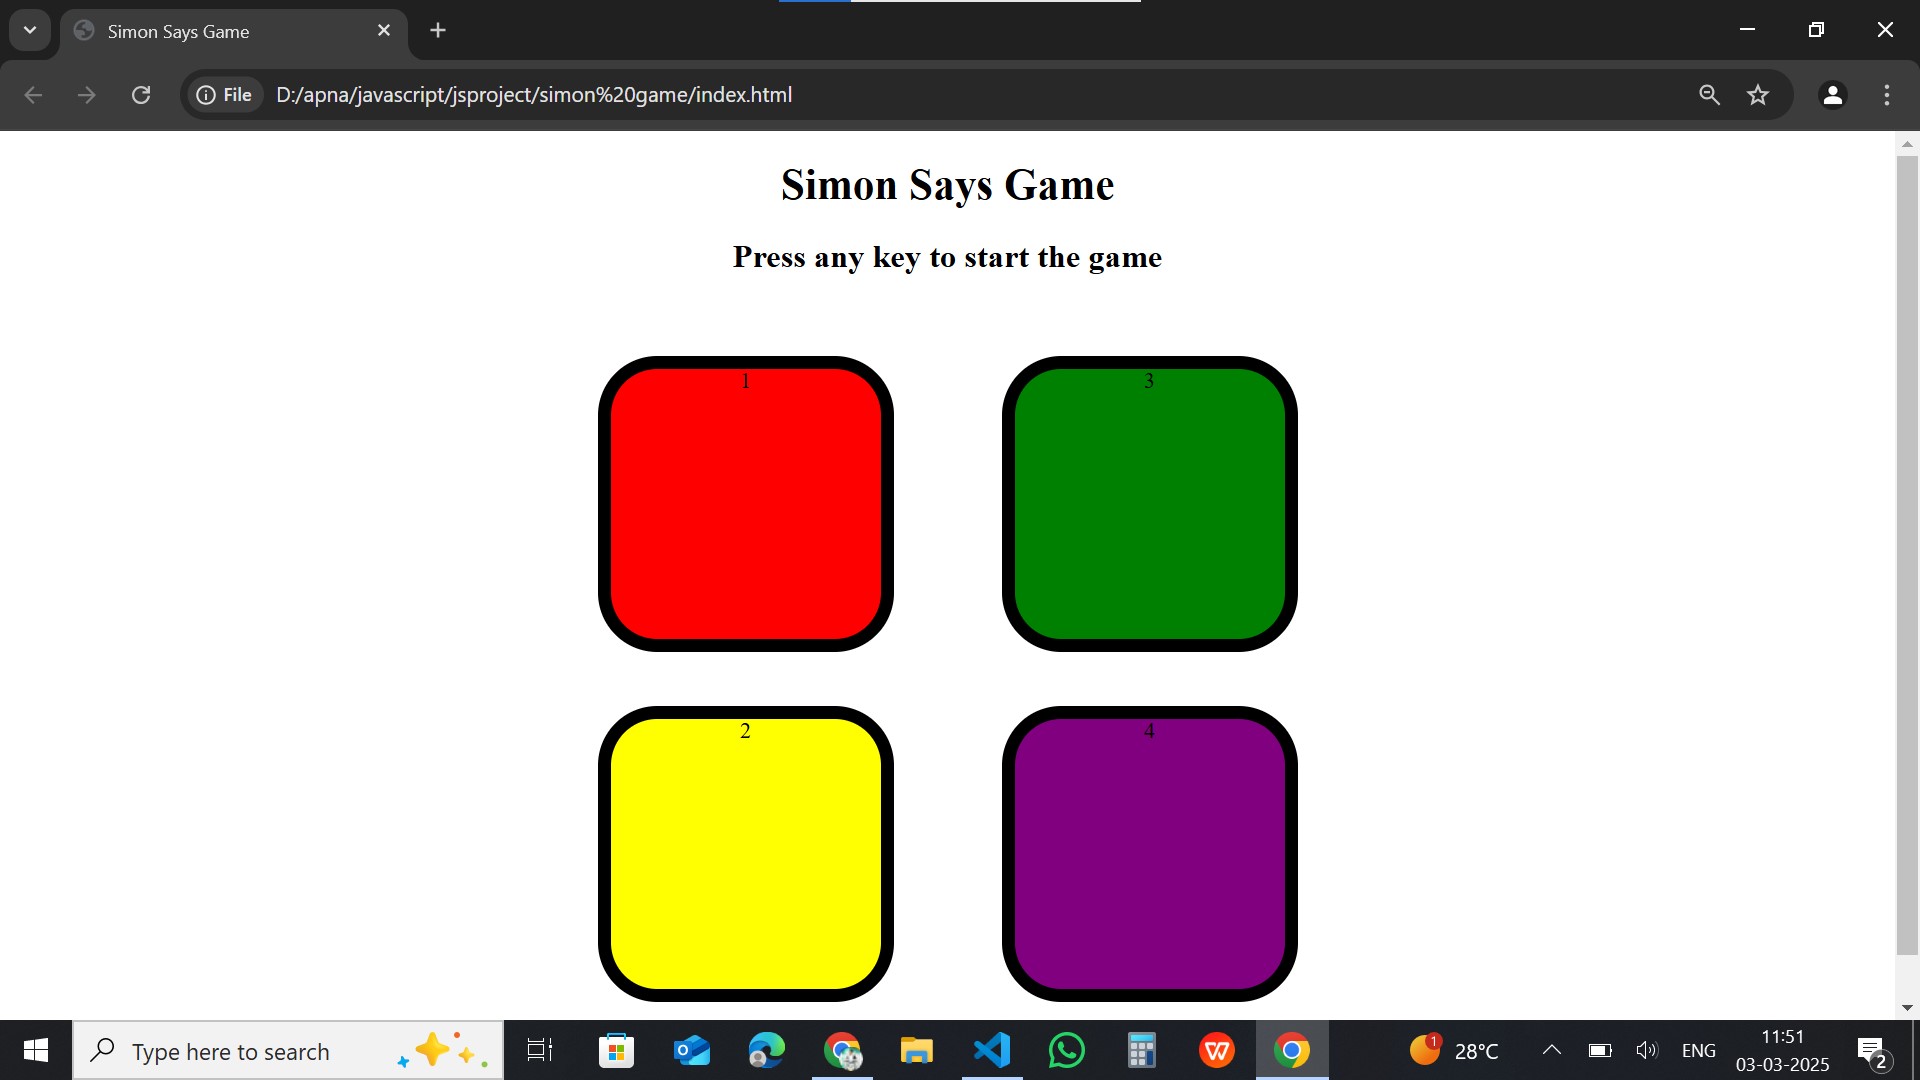 Simon Says Game
File
D:/apna/javascript/jsproject/simon%20game/index.html
Simon Says Game
Press any key to start the game
1
3
2
4
Type here to search
1
28°C
ENG
11:51
03-03-2025
2